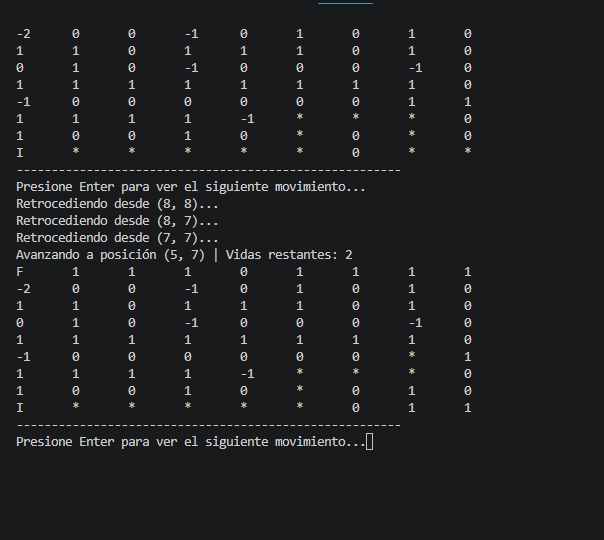 -2 0 0 -1 0 1 0 1 0
1 1 0 1 1 1 0 1 0
0 1 0 -1 0 0 0 -1 0
1 1 1 1 1 1 1 1 0
-1 0 0 0 0 0 0 1 1
1 1 1 1 -1 * * * 0
1 0 0 1 0 * 0 * 0
I * * * * * 0 * *
-------------------------------------------------------
Presione Enter para ver el siguiente movimiento...
Retrocediendo desde (8, 8)...
Retrocediendo desde (8, 7)...
Retrocediendo desde (7, 7)...
Avanzando a posición (5, 7) | Vidas restantes: 2
F 1 1 1 0 1 1 1 1
-2 0 0 -1 0 1 0 1 0
1 1 0 1 1 1 0 1 0
0 1 0 -1 0 0 0 -1 0
1 1 1 1 1 1 1 1 0
-1 0 0 0 0 0 0 * 1
1 1 1 1 -1 * * * 0
1 0 0 1 0 * 0 1 0
I * * * * * 0 1 1
-------------------------------------------------------
Presione Enter para ver el siguiente movimiento...